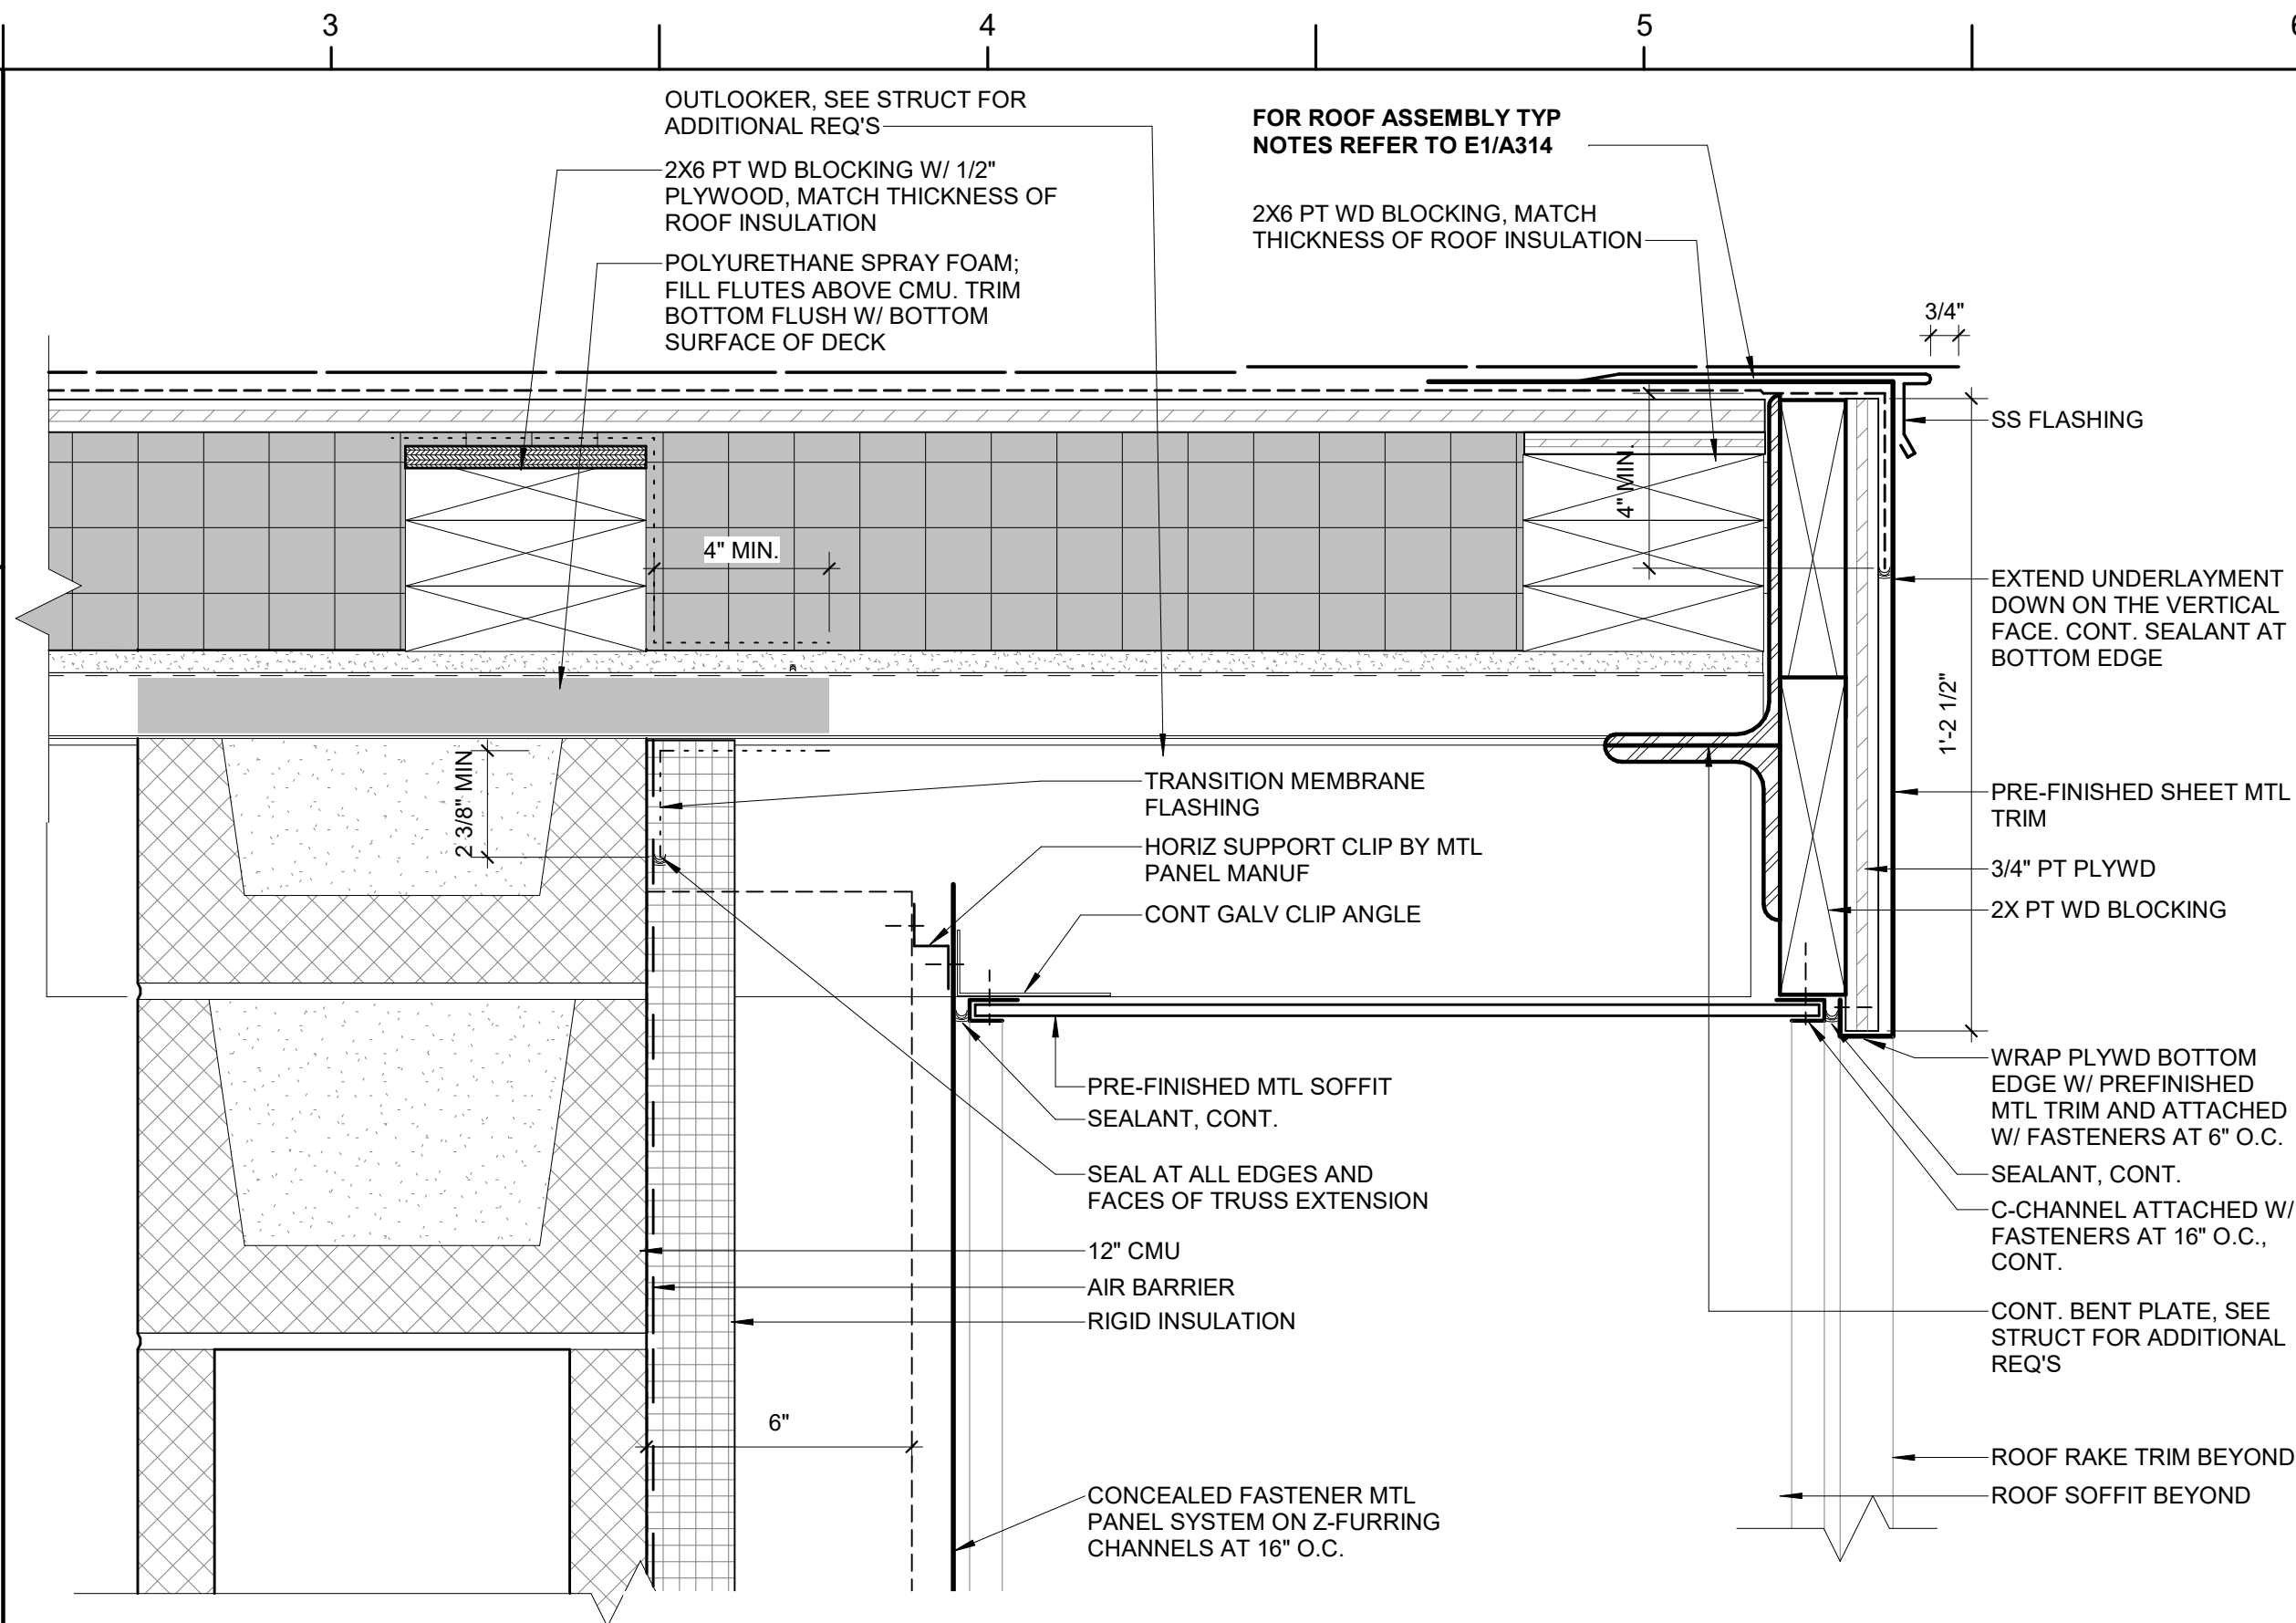 3
4
5
OUTLOOKER, SEE STRUCT FOR
ADDITIONAL REQ'S
2X6 PT WD BLOCKING W/ 1/2"
PLYWOOD, MATCH THICKNESS OF
ROOF INSULATION
POLYURETHANE SPRAY FOAM;
FILL FLUTES ABOVE CMU. TRIM
BOTTOM FLUSH W/ BOTTOM
SURFACE OF DECK
FOR ROOF ASSEMBLY TYP
NOTES REFER TO E1/A314
2X6 PT WD BLOCKING, MATCH
THICKNESS OF ROOF INSULATION
3/4"
SS FLASHING
4" MIN.
4" MIN.
EXTEND UNDERLAYMENT
DOWN ON THE VERTICAL
FACE. CONT. SEALANT AT
BOTTOM EDGE
1'-2 1/2"
2 3/8" MIN
TRANSITION MEMBRANE
FLASHING
HORIZ SUPPORT CLIP BY MTL
PANEL MANUF
CONT GALV CLIP ANGLE
PRE-FINISHED SHEET MTL
TRIM
3/4" PT PLYWD
2X PT WD BLOCKING
PRE-FINISHED MTL SOFFIT
SEALANT, CONT.
SEAL AT ALL EDGES AND
FACES OF TRUSS EXTENSION
12" CMU
AIR BARRIER
RIGID INSULATION
WRAP PLYWD BOTTOM
EDGE W/ PREFINISHED
MTL TRIM AND ATTACHED
W/ FASTENERS AT 6" O.C.
SEALANT, CONT.
C-CHANNEL ATTACHED W/
FASTENERS AT 16" O.C.,
CONT.
CONT. BENT PLATE, SEE
STRUCT FOR ADDITIONAL
REQ'S
6"
CONCEALED FASTENER MTL
PANEL SYSTEM ON Z-FURRING
CHANNELS AT 16" O.C.
ROOF RAKE TRIM BEYOND
ROOF SOFFIT BEYOND